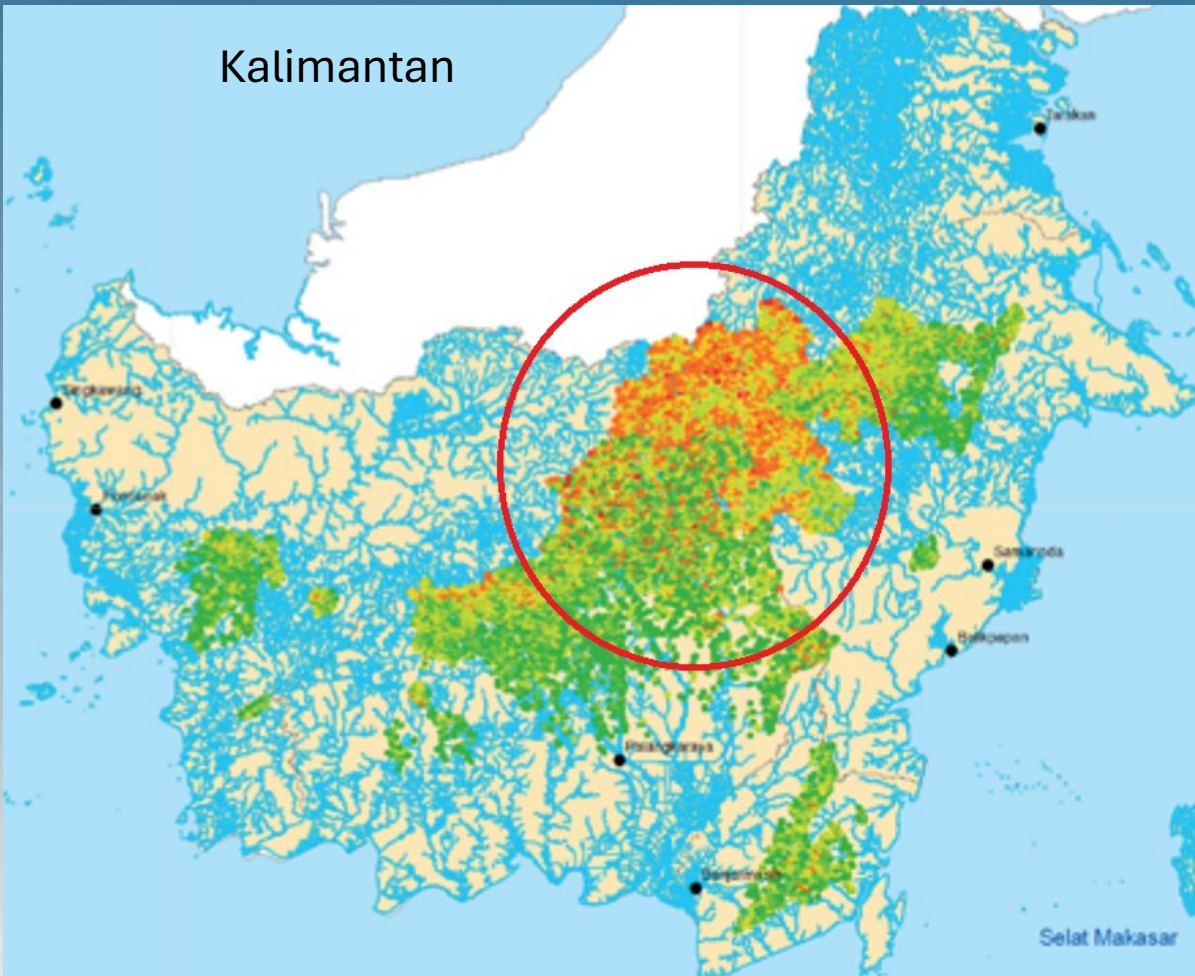 Kalimantan
Tarakan
Singkawang
Pontianak
Samarinda
Balikpapan
Palangkaraya
Banjarmasin
Selat Makasar